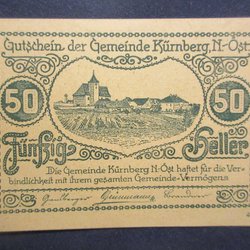 Gutschein der Gemeinde Kürnberg, N-Öst.
50 50
Fünfzig Heller
Die Gemeinde Kürnberg N-Öst haftet für die Ver-
bindlichkeit mit ihrem gesamten Gemeinde-Vermögen.